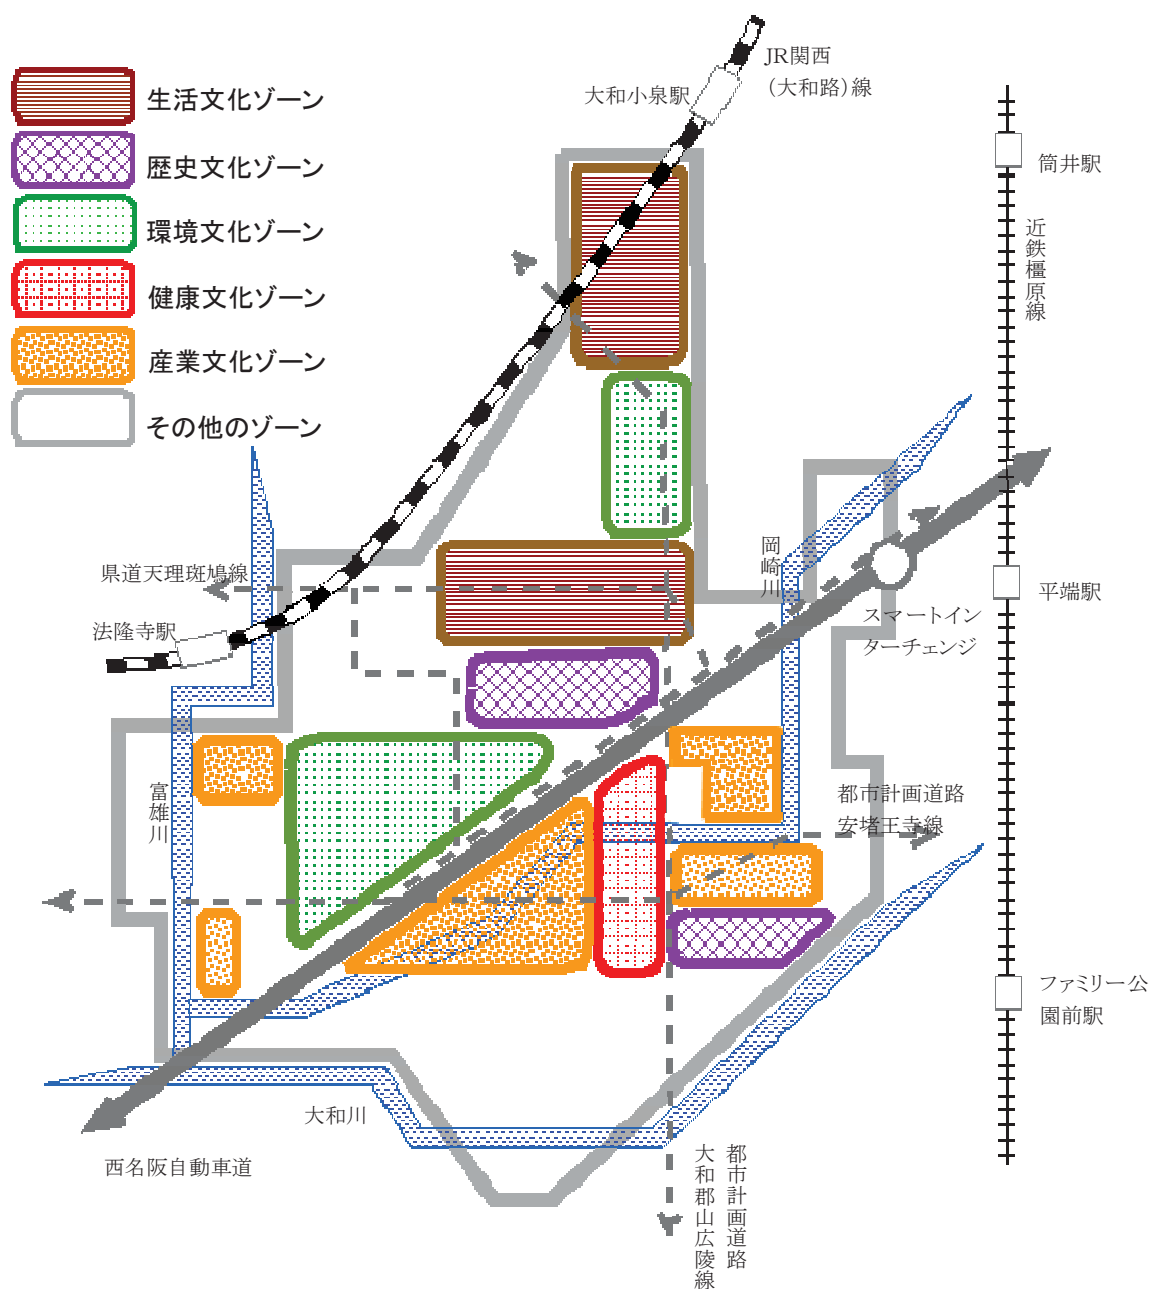 JR関西
（大和路）線
大和小泉駅
生活文化ゾーン
歴史文化ゾーン
環境文化ゾーン
健康文化ゾーン
産業文化ゾーン
その他のゾーン
筒井駅
近鉄橿原線
岡崎川
県道天理斑鳩線
平端駅
スマートイン
ターチェンジ
法隆寺駅
富雄川
都市計画道路
安堵王寺線
ファミリー公
園前駅
大和川
西名阪自動車道
都市計画道路
大和郡山広陵線